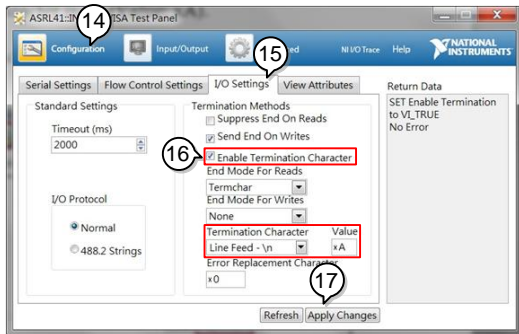 ASRL41::IN
VISA Test Panel
14
Configuration
Input/Output
NI I/O Trace
Help
NATIONAL
INSTRUMENTS
15
Serial Settings
Flow Control Settings
I/O Settings
View Attributes
Return Data
Standard Settings
Timeout (ms)
2000
I/O Protocol
Normal
488.2 Strings
Termination Methods
Suppress End On Reads
Send End On Writes
16
Enable Termination Character
End Mode For Reads
Termchar
End Mode For Writes
None
Termination Character
Value
Line Feed - \n
xA
Error Replacement Character
x0
17
Refresh
Apply Changes
SET Enable Termination
to VI_TRUE
No Error